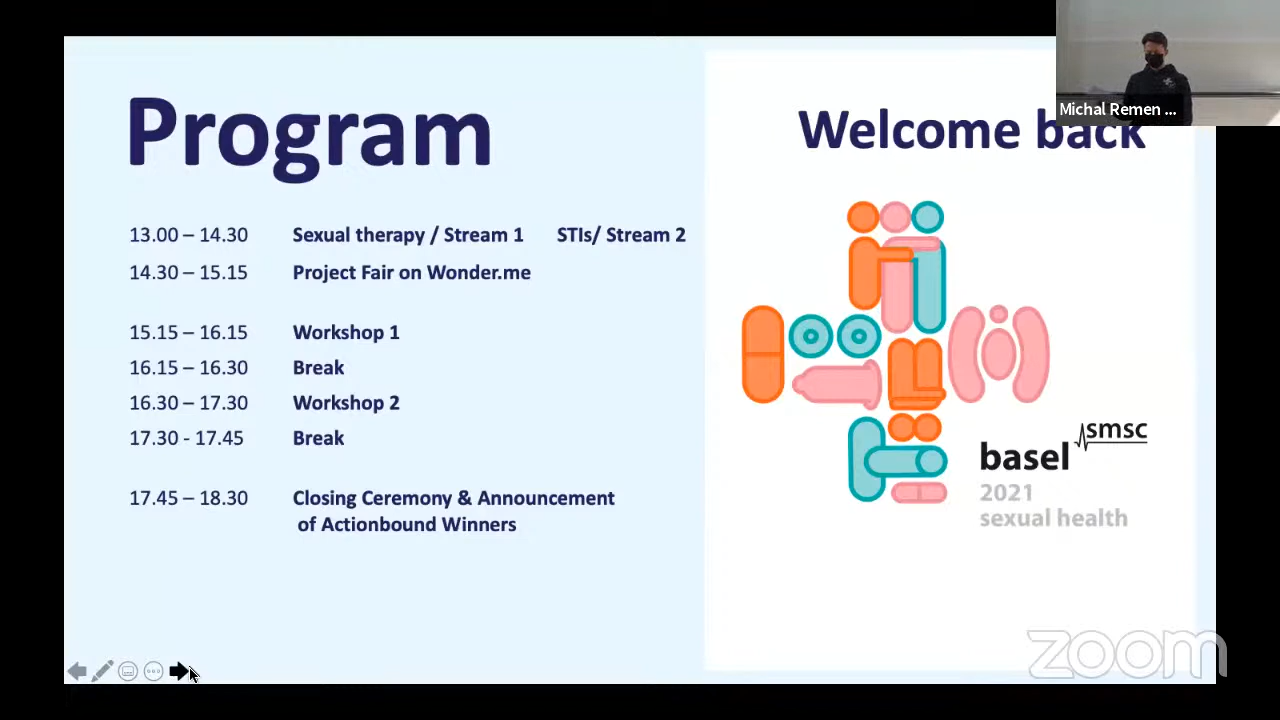 Program
13.00 – 14.30 Sexual therapy / Stream 1 STIs/ Stream 2
14.30 – 15.15 Project Fair on Wonder.me
15.15 – 16.15 Workshop 1
16.15 – 16.30 Break
16.30 – 17.30 Workshop 2
17.30 - 17.45 Break
17.45 – 18.30 Closing Ceremony & Announcement
of Actionbound Winners
Michal Remen ...
Welcome back
smsc
basel
2021
sexual health
zoom